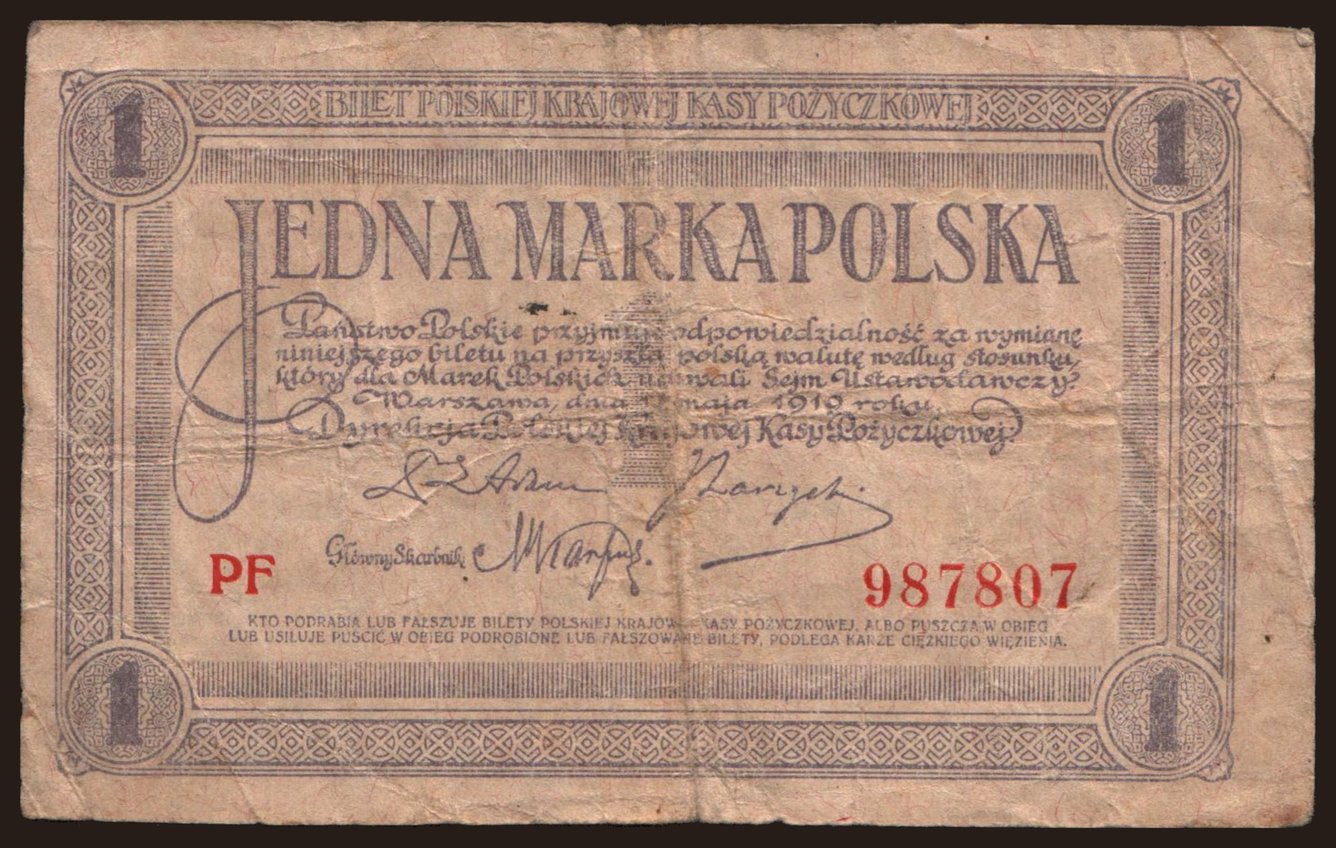 BILET POLSKIEJ KRAJOWEJ KASY POŻYCZKOWEJ
1 1
JEDNA MARKA POLSKA
Państwo Polskie przyjmuje odpowiedzialność za wymianę
niniejszego biletu na przyszłą polską walutę według stosunku,
który dla Marek Polskich uchwali Sejm Ustawodawczy.
Warszawa, dnia 17 maja 1919 roku.
Dyrekcja Polskiej Krajowej Kasy Pożyczkowej.
1
Główny Skarbnik
PF 987807
KTO PODRABIA LUB FAŁSZUJE BILETY POLSKIEJ KRAJOWEJ KASY POŻYCZKOWEJ, ALBO PUSZCZA W OBIEG
LUB USIŁUJE PUŚCIĆ W OBIEG PODROBIONE LUB FAŁSZOWANE BILETY, PODLEGA KARZE CIĘŻKIEGO WIĘZIENIA.
1 1